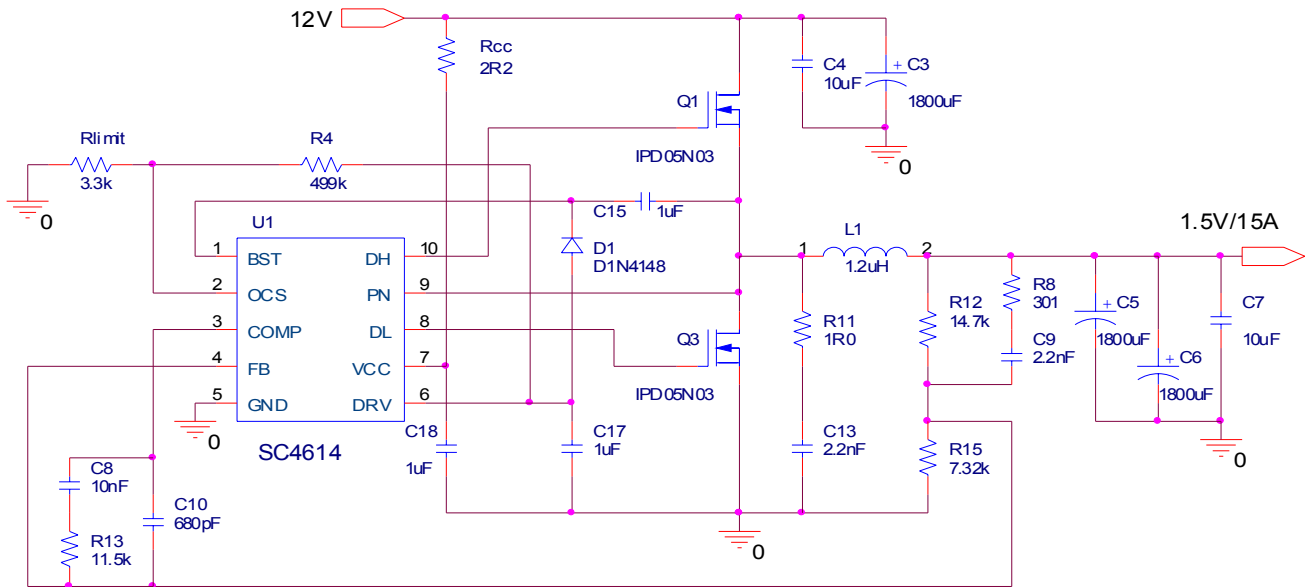 12V
Rcc
2R2
C4
10uF
+ C3
1800uF
Q1
IPD05N03
Rlimit
3.3k
R4
499k
0
0
C15
1uF
D1
D1N4148
U1
1 BST
2 OCS
3 COMP
4 FB
5 GND
DH 10
PN 9
DL 8
VCC 7
DRV 6
SC4614
0
1.5V/15A
L1
1 2
1.2uH
R11
1R0
R12
14.7k
R8
301
C9
2.2nF
+ C5
1800uF
+ C6
1800uF
C7
10uF
0
Q3
IPD05N03
C18
1uF
C17
1uF
C13
2.2nF
R15
7.32k
0
C8
10nF
C10
680pF
R13
11.5k